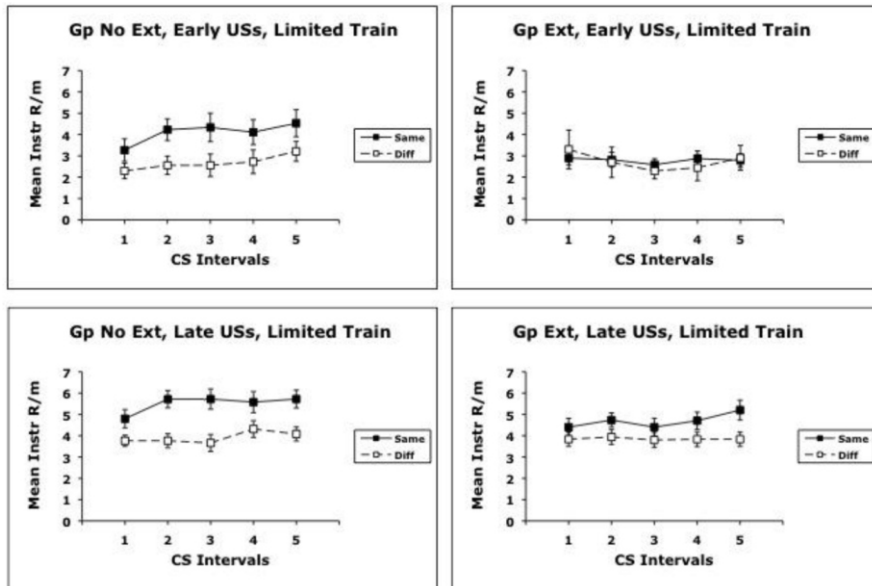 Gp No Ext, Early USs, Limited Train
Mean Instr R/m
7
6
5
4
3
2
1
0
1 2 3 4 5
CS Intervals
Same
Diff
Gp Ext, Early USs, Limited Train
Mean Instr R/m
7
6
5
4
3
2
1
0
1 2 3 4 5
CS Intervals
Same
Diff
Gp No Ext, Late USs, Limited Train
Mean Instr R/m
7
6
5
4
3
2
1
0
1 2 3 4 5
CS Intervals
Same
Diff
Gp Ext, Late USs, Limited Train
Mean Instr R/m
7
6
5
4
3
2
1
0
1 2 3 4 5
CS Intervals
Same
Diff